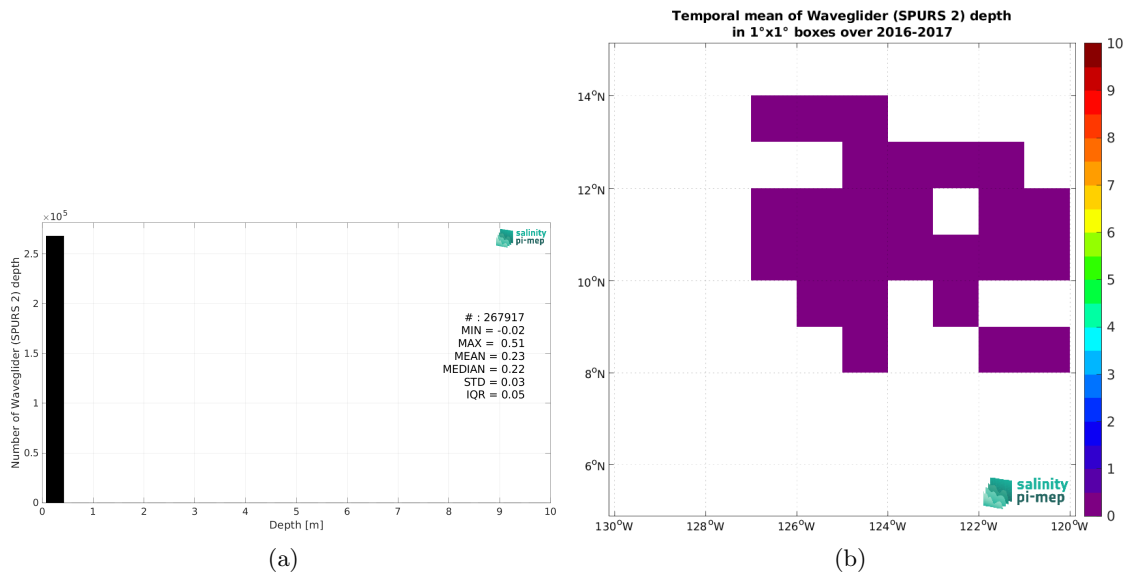 ×10⁵
2.5
2
1.5
1
0.5
0
Number of Waveglider (SPURS 2) depth
0 1 2 3 4 5 6 7 8 9 10
Depth [m]
salinity
pi-mep
# : 267917
MIN = -0.02
MAX = 0.51
MEAN = 0.23
MEDIAN = 0.22
STD = 0.03
IQR = 0.05
(a)
Temporal mean of Waveglider (SPURS 2) depth
in 1°x1° boxes over 2016-2017
14°N
12°N
10°N
8°N
6°N
130°W 128°W 126°W 124°W 122°W 120°W
salinity
pi-mep
10
9
8
7
6
5
4
3
2
1
0
(b)